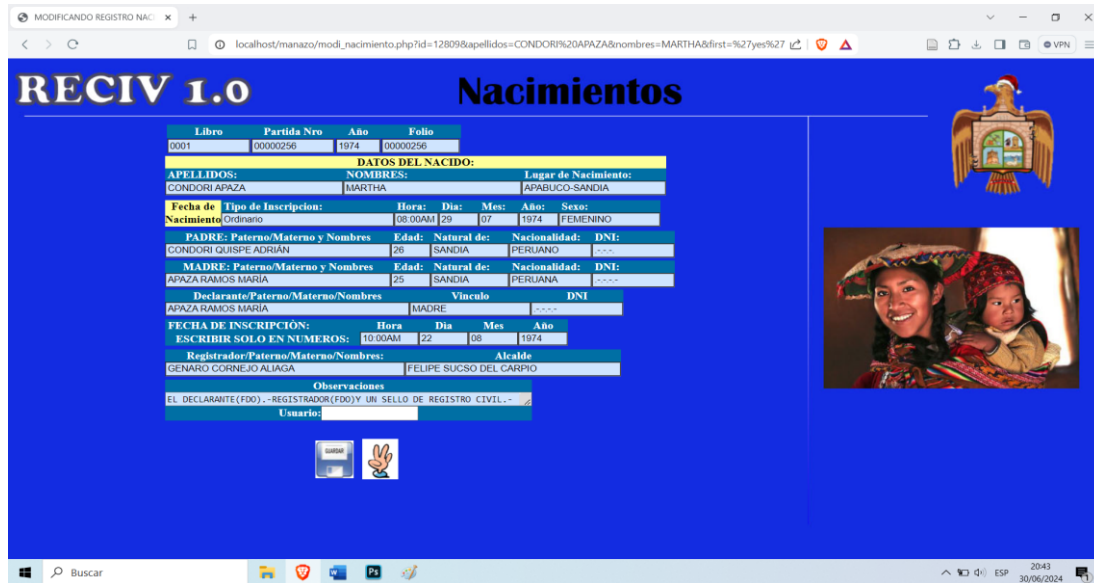 MODIFICANDO REGISTRO NACI
localhost/manazo/modi_nacimiento.php?id=12809&apellidos=CONDORI%20APAZA&nombres=MARTHA&first=%27yes%27
VPN
RECIV 1.0
Nacimientos
Libro Partida Nro Año Folio
0001 00000256 1974 00000256
DATOS DEL NACIDO:
APELLIDOS: NOMBRES: Lugar de Nacimiento:
CONDORI APAZA MARTHA APABUCO-SANDIA
Fecha de Tipo de Inscripcion: Hora: Dia: Mes: Año: Sexo:
Nacimiento Ordinario 08:00AM 29 07 1974 FEMENINO
PADRE: Paterno/Materno y Nombres Edad: Natural de: Nacionalidad: DNI:
CONDORI QUISPE ADRIÁN 26 SANDIA PERUANO .-.-.
MADRE: Paterno/Materno y Nombres Edad: Natural de: Nacionalidad: DNI:
APAZA RAMOS MARÍA 25 SANDIA PERUANA .-.-.-.
Declarante/Paterno/Materno/Nombres Vinculo DNI
APAZA RAMOS MARÍA MADRE .-.-.-.
FECHA DE INSCRIPCIÒN: Hora Dia Mes Año
ESCRIBIR SOLO EN NUMEROS: 10:00AM 22 08 1974
Registrador/Paterno/Materno/Nombres: Alcalde
GENARO CORNEJO ALIAGA FELIPE SUCSO DEL CARPIO
Observaciones
EL DECLARANTE(FDO).-REGISTRADOR(FDO)Y UN SELLO DE REGISTRO CIVIL.-
Usuario:
GUARDAR
Buscar
ESP
20:43
30/06/2024